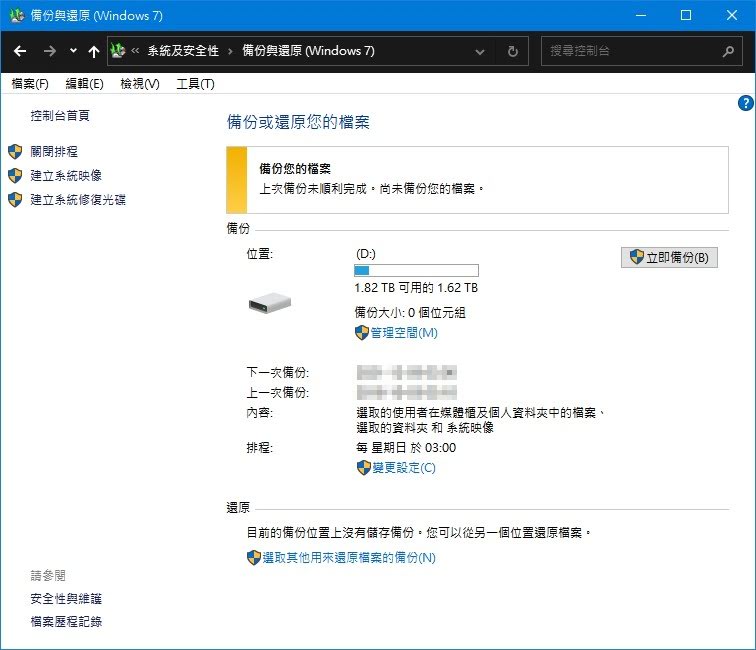 備份與還原 (Windows 7)
系統及安全性 › 備份與還原 (Windows 7)
搜尋控制台
檔案(F) 編輯(E) 檢視(V) 工具(T)
控制台首頁
關閉排程
建立系統映像
建立系統修復光碟
備份或還原您的檔案
備份您的檔案
上次備份未順利完成。尚未備份您的檔案。
備份
位置: (D:)
立即備份(B)
1.82 TB 可用的 1.62 TB
備份大小: 0 個位元組
管理空間(M)
下一次備份:
上一次備份:
內容: 選取的使用者在媒體櫃及個人資料夾中的檔案、
選取的資料夾 和 系統映像
排程: 每 星期日 於 03:00
變更設定(C)
還原
目前的備份位置上沒有儲存備份。您可以從另一個位置還原檔案。
選取其他用來還原檔案的備份(N)
請參閱
安全性與維護
檔案歷程記錄